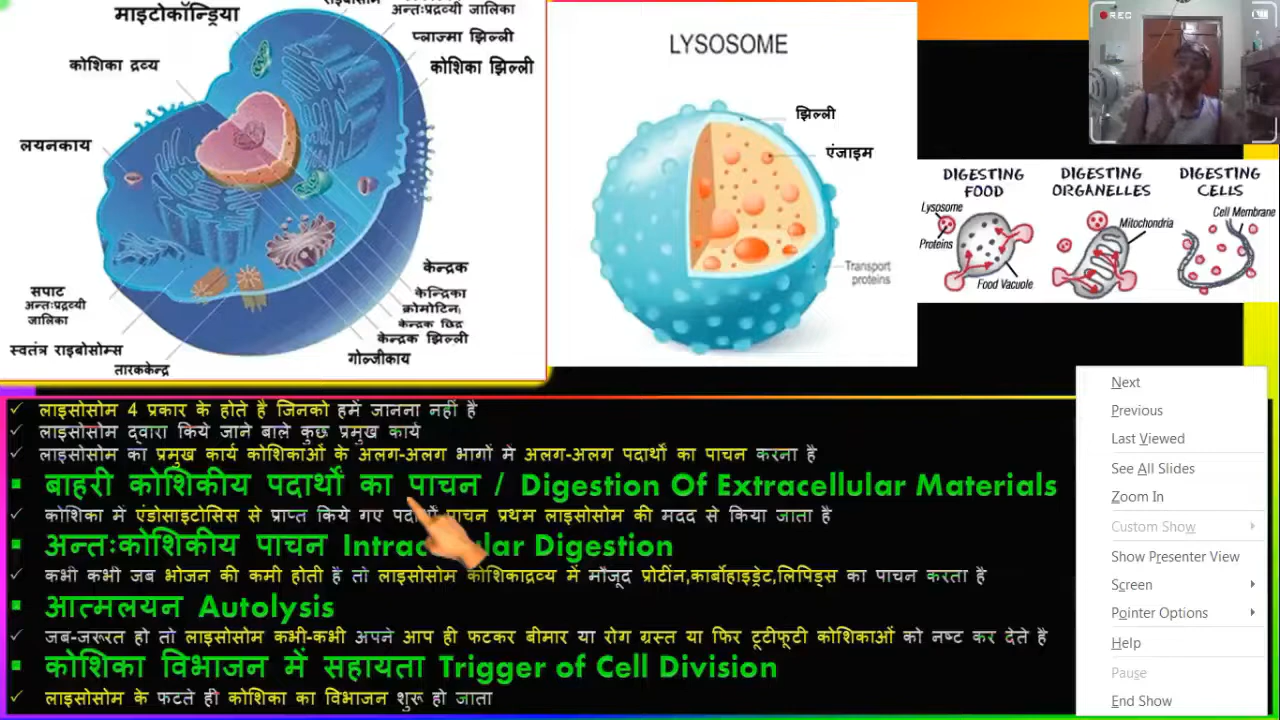 माइटोकॉन्ड्रिया
राइबोसोम
अन्तःप्रद्रव्यी जालिका
प्लाज्मा झिल्ली
कोशिका झिल्ली
कोशिका द्रव्य
लयनकाय
सपाट
अन्तःप्रद्रव्यी
जालिका
स्वतंत्र राइबोसोम्स
तारककेन्द्र
केन्द्रक
केन्द्रिका
क्रोमोटिन
केन्द्रक छिद्र
केन्द्रक झिल्ली
गोल्जीकाय
LYSOSOME
झिल्ली
एंजाइम
Transport
proteins
REC
DIGESTING
FOOD
Lysosome
Proteins
Food Vacuole
DIGESTING
ORGANELLES
Mitochondria
DIGESTING
CELLS
Cell Membrane
लाइसोसोम 4 प्रकार के होते है जिनको हमें जानना नहीं है
लाइसोसोम द्वारा किये जाने बाले कुछ प्रमुख कार्य
लाइसोसोम का प्रमुख कार्य कोशिकाओं के अलग-अलग भागों में अलग-अलग पदार्थो का पाचन करना है
बाहरी कोशिकीय पदार्थों का पाचन / Digestion Of Extracellular Materials
कोशिका में एंडोसाइटोसिस से प्राप्त किये गए पाचन प्रथम लाइसोसोम की मदद से किया जाता है
अन्तःकोशिकीय पाचन Digestion
कभी कभी जब भोजन की कमी होती है तो लाइसोसोम कोशिकाद्रव्य में मौजूद प्रोटीन,कार्बोहाइड्रेट,लिपिड्स का पाचन करता है
आत्मलयन Autolysis
जब-जरूरत हो तो लाइसोसोम कभी-कभी अपने आप ही फटकर बीमार या रोग ग्रस्त या फिर टूटीफूटी कोशिकाओं को नष्ट कर देते है
कोशिका विभाजन में सहायता Trigger of Cell Division
लाइसोसोम के फटते ही कोशिका का विभाजन शुरू हो जाता
Next
Previous
Last Viewed
See All Slides
Zoom In
Custom Show
Show Presenter View
Screen
Pointer Options
Help
Pause
End Show